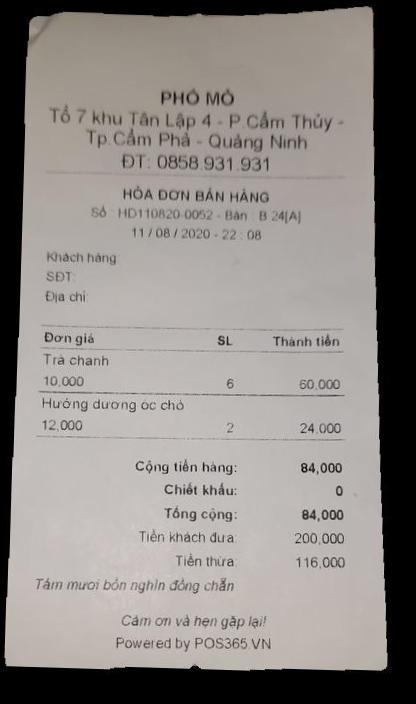 PHÓ MỎ
Tổ 7 khu Tân Lập 4 - P.Cẩm Thủy -
Tp.Cẩm Phả - Quảng Ninh
ĐT: 0858.931.931
HÓA ĐƠN BÁN HÀNG
Số : HD110820-0052 - Bàn : B 24[A]
11 / 08 / 2020 - 22 : 08
Khách hàng:
SĐT:
Địa chỉ:
Đơn giá SL Thành tiền
Trà chanh
10,000 6 60,000
Hướng dương óc chó
12,000 2 24,000
Cộng tiền hàng: 84,000
Chiết khấu: 0
Tổng cộng: 84,000
Tiền khách đưa: 200,000
Tiền thừa: 116,000
Tám mươi bốn nghìn đồng chẵn
Cảm ơn và hẹn gặp lại!
Powered by POS365.VN